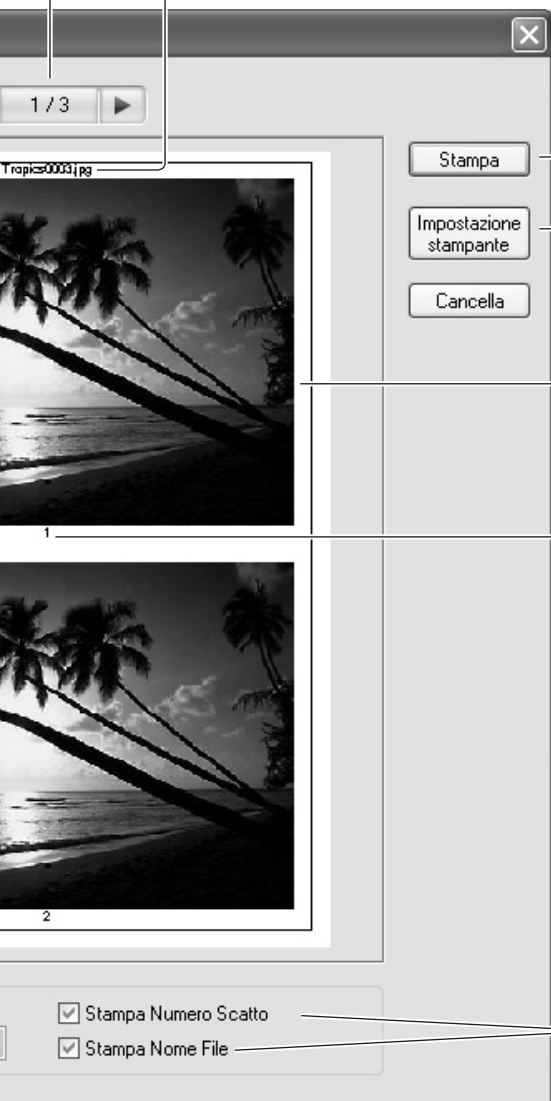 1 / 3
Tropics0003.jpg
Stampa
Impostazione
stampante
Cancella
1
2
Stampa Numero Scatto
Stampa Nome File